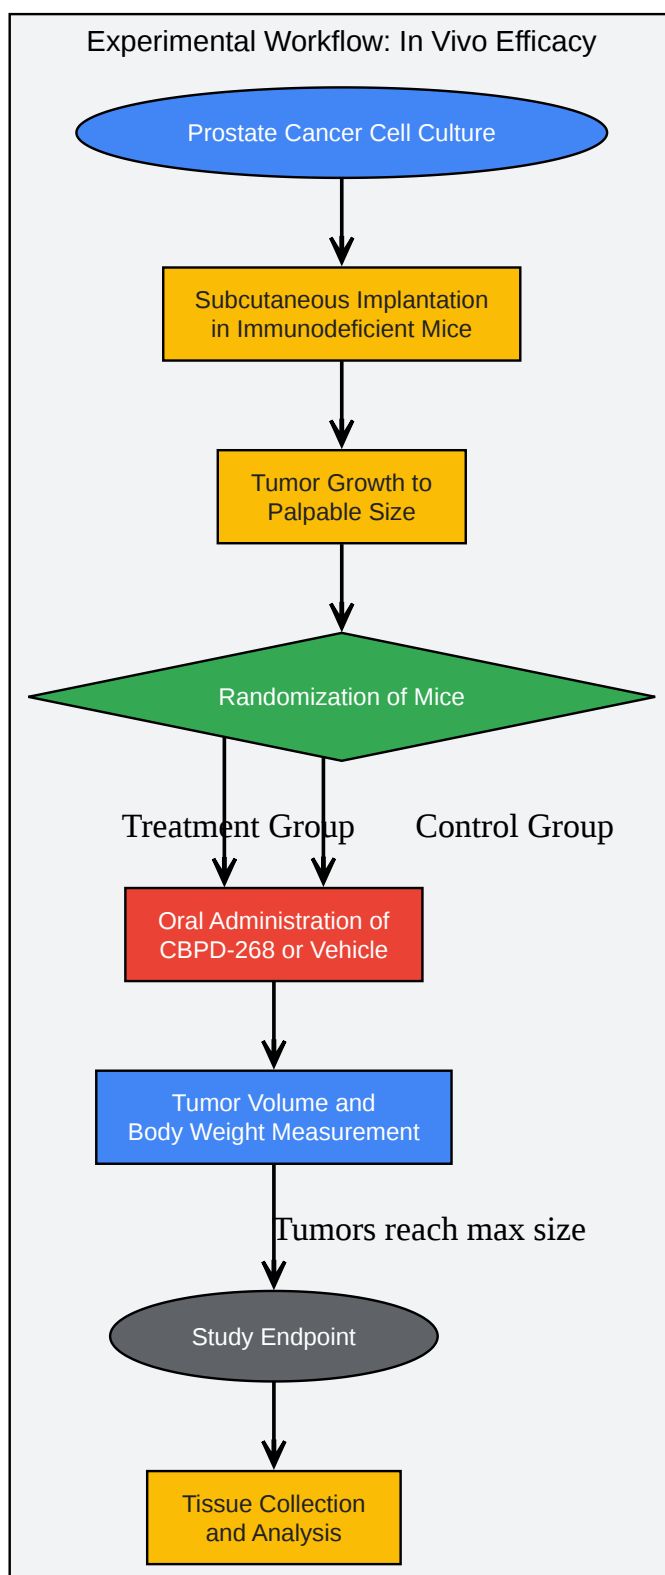 Experimental Workflow: In Vivo Efficacy
Prostate Cancer Cell Culture
Subcutaneous Implantation
in Immunodeficient Mice
Tumor Growth to
Palpable Size
Randomization of Mice
Treatment Group
Control Group
Oral Administration of
CBPD-268 or Vehicle
Tumor Volume and
Body Weight Measurement
Tumors reach max size
Study Endpoint
Tissue Collection
and Analysis